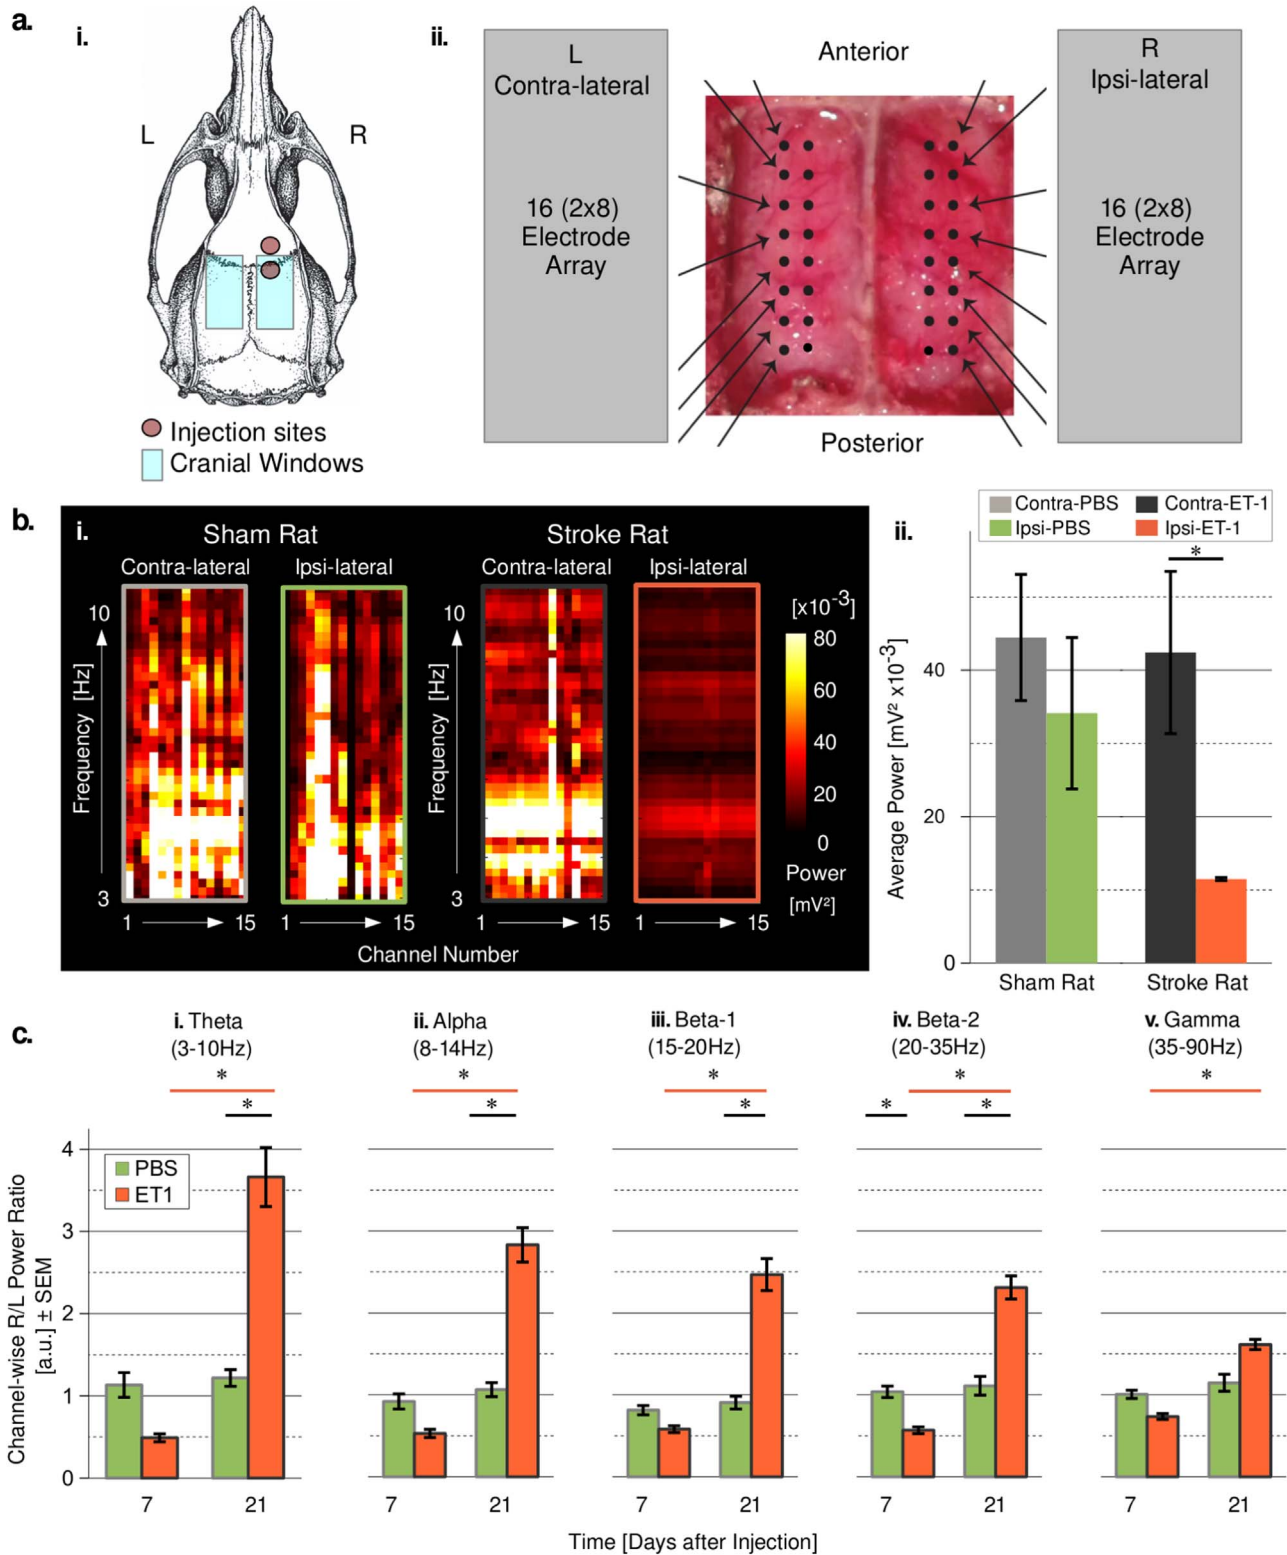 a.
i.
L
R
Injection sites
Cranial Windows
ii.
L
Contra-lateral
16 (2x8)
Electrode
Array
Anterior
Posterior
R
Ipsi-lateral
16 (2x8)
Electrode
Array
b.
i.
Sham Rat
Stroke Rat
Contra-lateral
Ipsi-lateral
Contra-lateral
Ipsi-lateral
10
Frequency [Hz]
3
10
Frequency [Hz]
3
[x10-3]
80
60
40
20
0
Power
[mV²]
1
15
1
15
1
15
1
15
Channel Number
ii.
Contra-PBS
Contra-ET-1
Ipsi-PBS
Ipsi-ET-1
*
Average Power [mV² x10-3]
40
20
0
Sham Rat
Stroke Rat
c.
i. Theta
(3-10Hz)
ii. Alpha
(8-14Hz)
iii. Beta-1
(15-20Hz)
iv. Beta-2
(20-35Hz)
v. Gamma
(35-90Hz)
* * * * *
* * * * *
PBS
ET1
Channel-wise R/L Power Ratio
[a.u.] ± SEM
4
3
2
1
0
7 21 7 21 7 21 7 21 7 21
Time [Days after Injection]